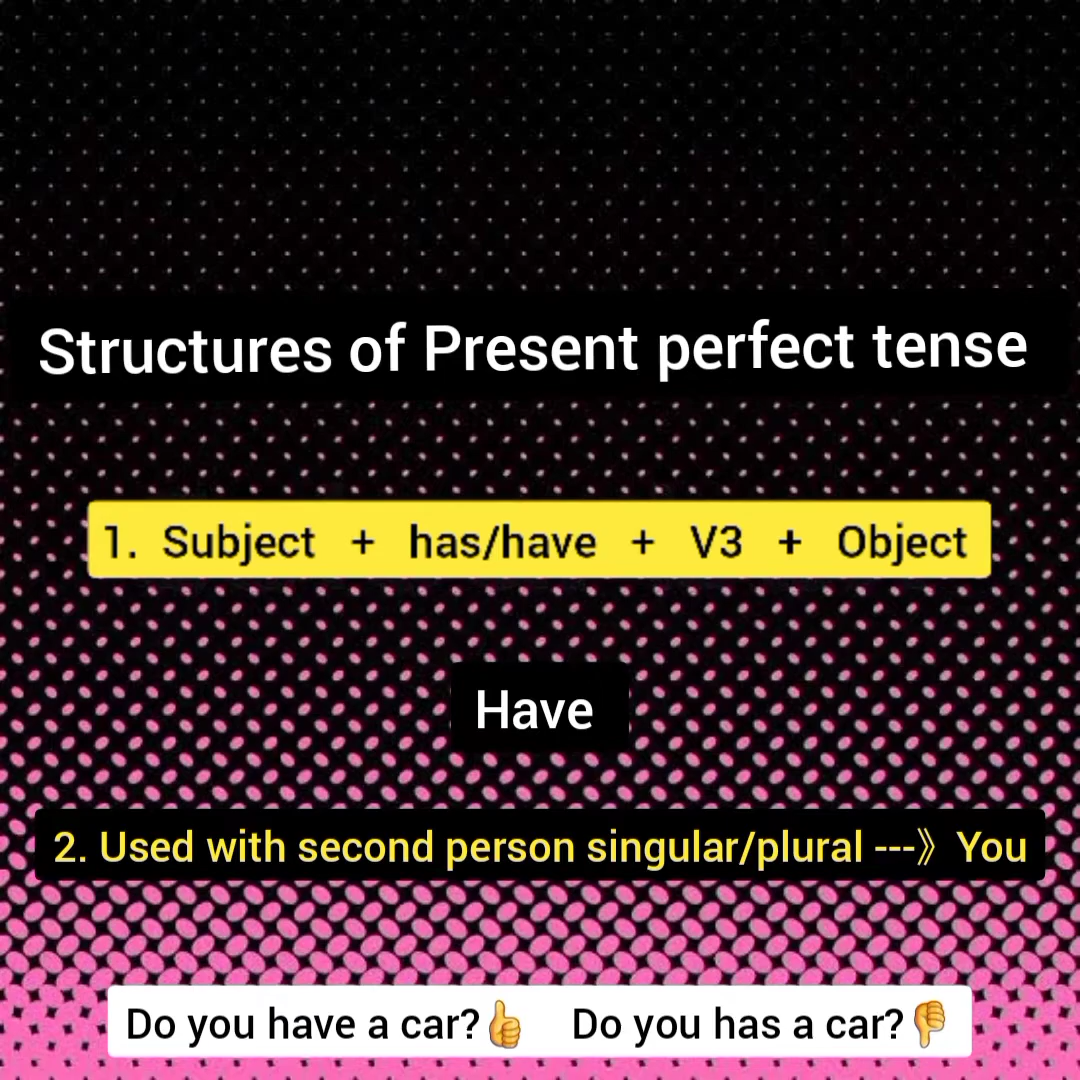 Structures of Present perfect tense
1. Subject + has/have + V3 + Object
Have
2. Used with second person singular/plural ---》 You
Do you have a car?👍 Do you has a car?👎